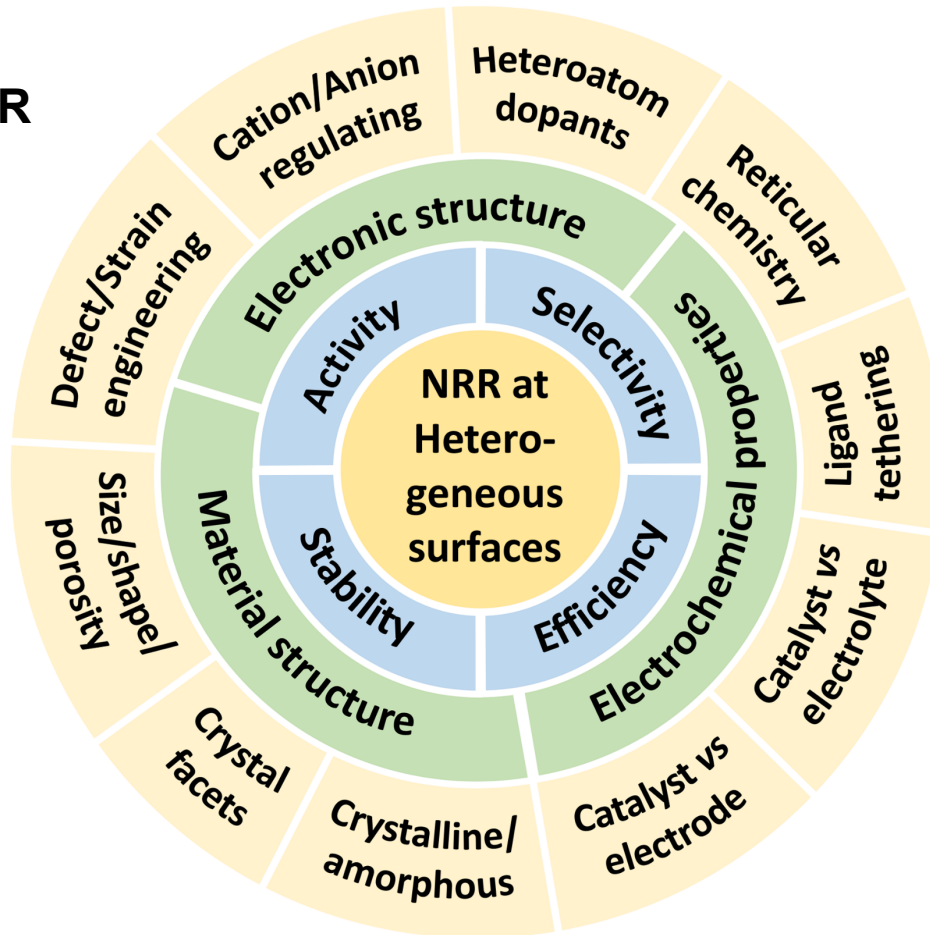 R
Cation/Anion
regulating
Heteroatom
dopants
Reticular
chemistry
Ligand
tethering
Catalyst vs
electrolyte
Catalyst vs
electrode
Crystalline/
amorphous
Crystal
facets
Size/shape/
porosity
Defect/Strain
engineering
Electronic structure
Electrochemical properties
Material structure
Activity
Selectivity
Efficiency
Stability
NRR at
Hetero-
geneous
surfaces